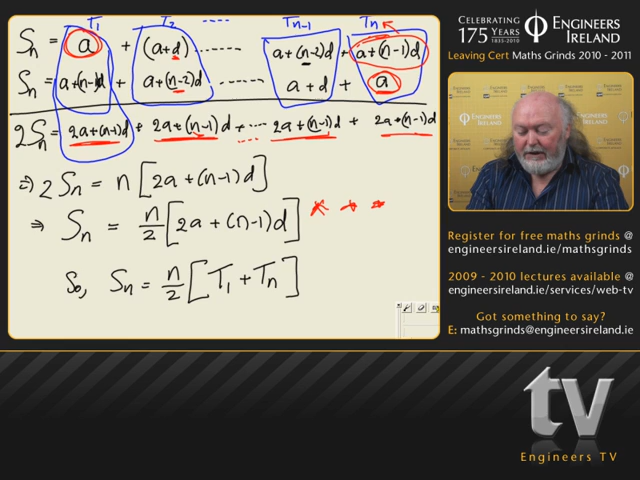 T₁ T₂ ..... Tₙ₋₁ Tₙ
Sₙ = a + (a+d) ........ a+(n-2)d + a+(n-1)d
Sₙ = a+(n-1)d + a+(n-2)d ...... a+d + a
2Sₙ = 2a+(n-1)d + 2a+(n-1)d + .... 2a+(n-1)d + 2a+(n-1)d
⇒ 2Sₙ = n[2a+(n-1)d]
⇒ Sₙ = n/2 [2a+(n-1)d] * * *
So, Sₙ = n/2 [T₁ + Tₙ]
CELEBRATING
175 YEARS
1835-2010
ENGINEERS
IRELAND
Leaving Cert Maths Grinds 2010 - 2011
Register for free maths grinds @
engineersireland.ie/mathsgrinds
2009 - 2010 lectures available @
engineersireland.ie/services/web-tv
Got something to say?
E: mathsgrinds@engineersireland.ie
tv
Engineers TV